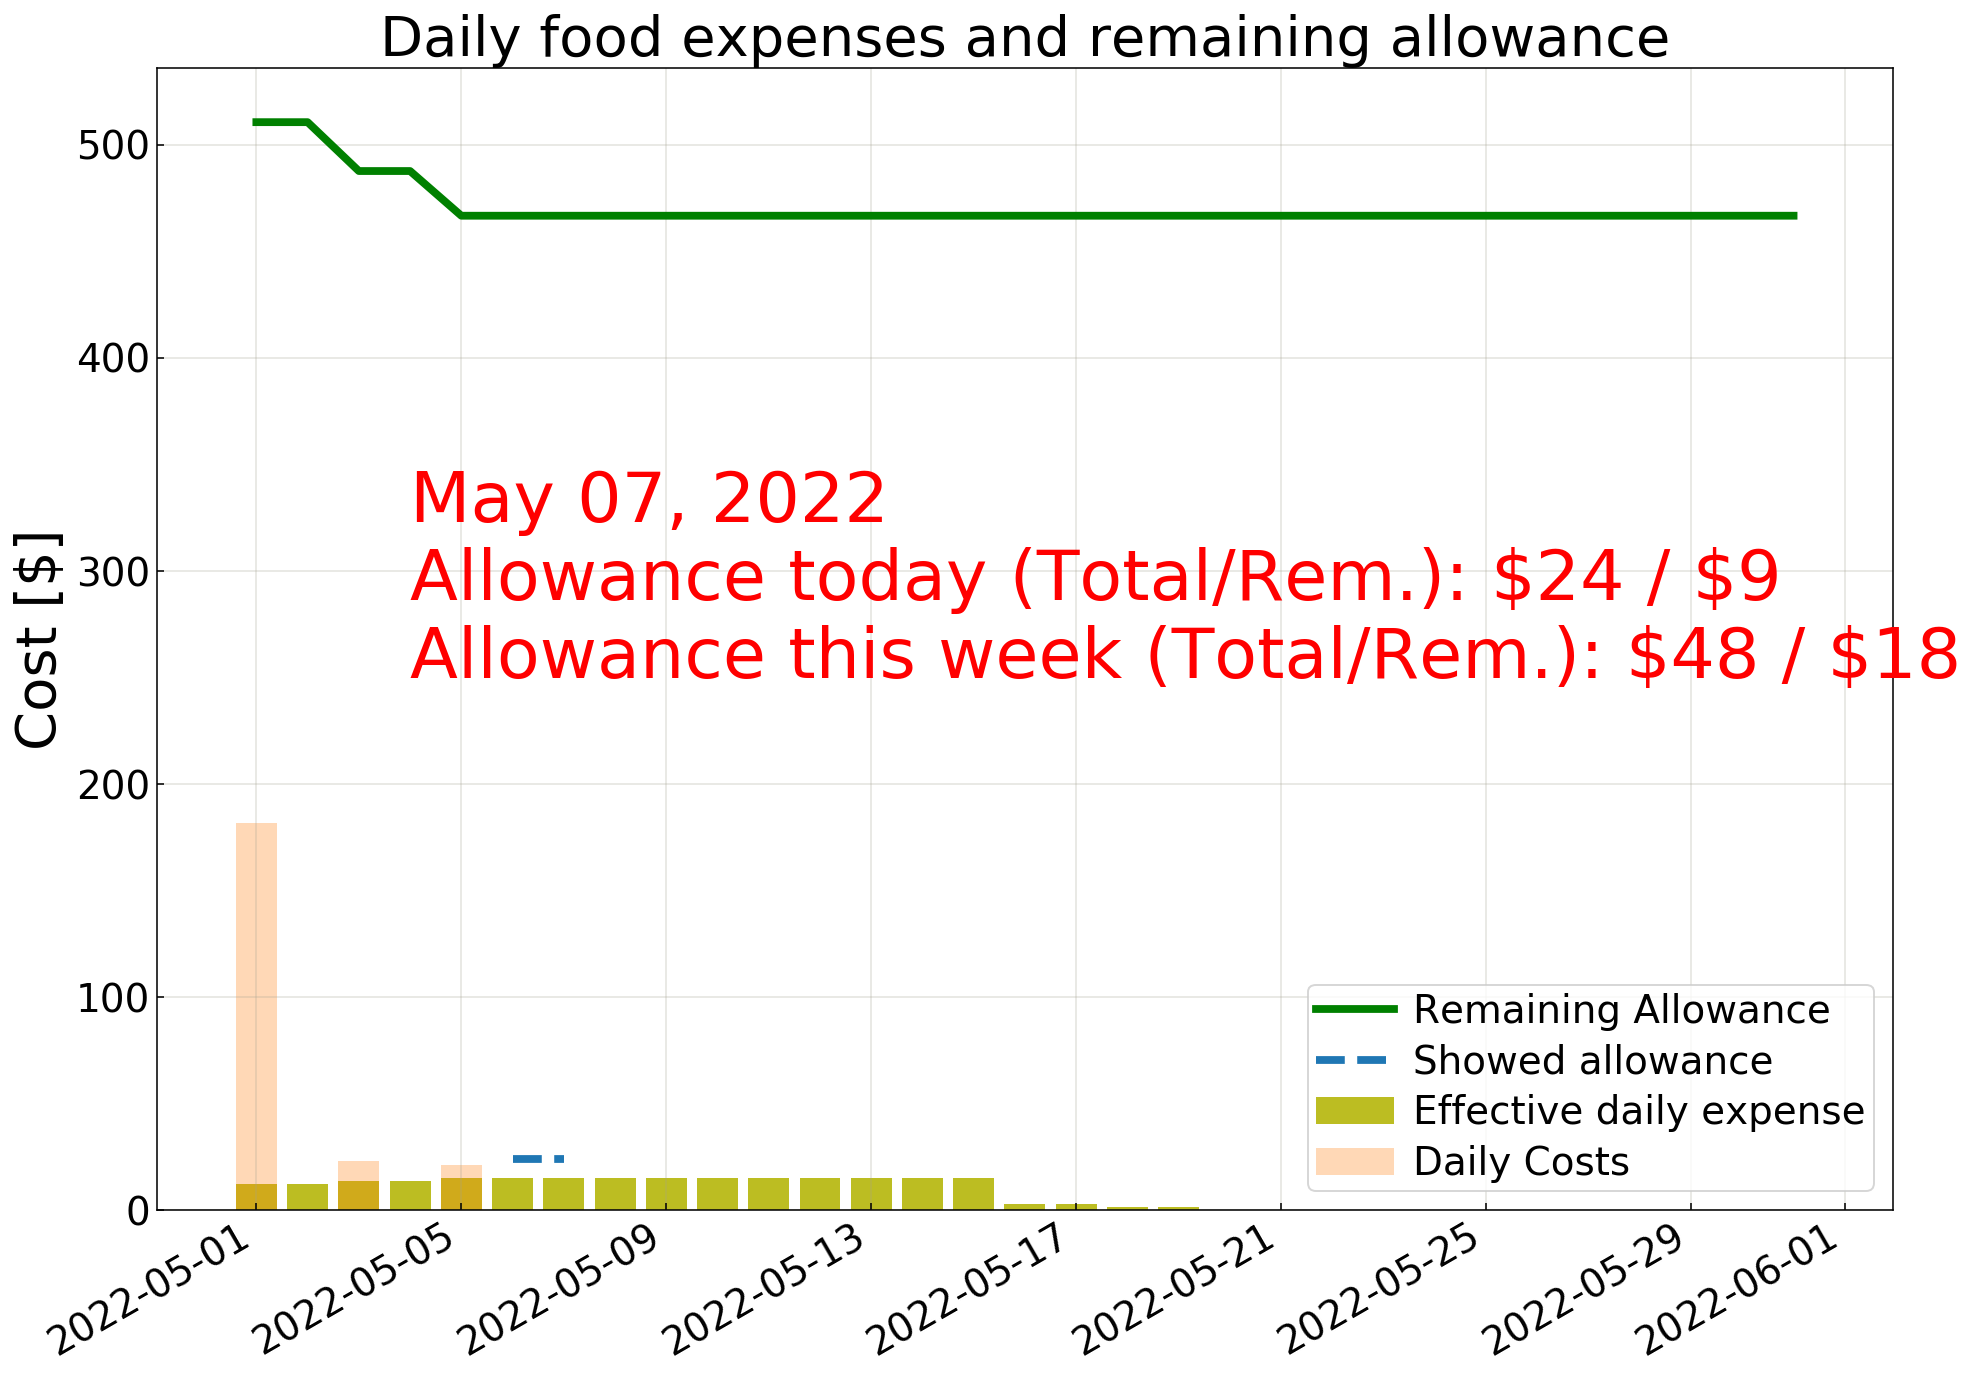 Daily food expenses and remaining allowance
500
400
300
200
100
0
Cost [$]
May 07, 2022
Allowance today (Total/Rem.): $24 / $9
Allowance this week (Total/Rem.): $48 / $18
Remaining Allowance
Showed allowance
Effective daily expense
Daily Costs
2022-05-01
2022-05-05
2022-05-09
2022-05-13
2022-05-17
2022-05-21
2022-05-25
2022-05-29
2022-06-01